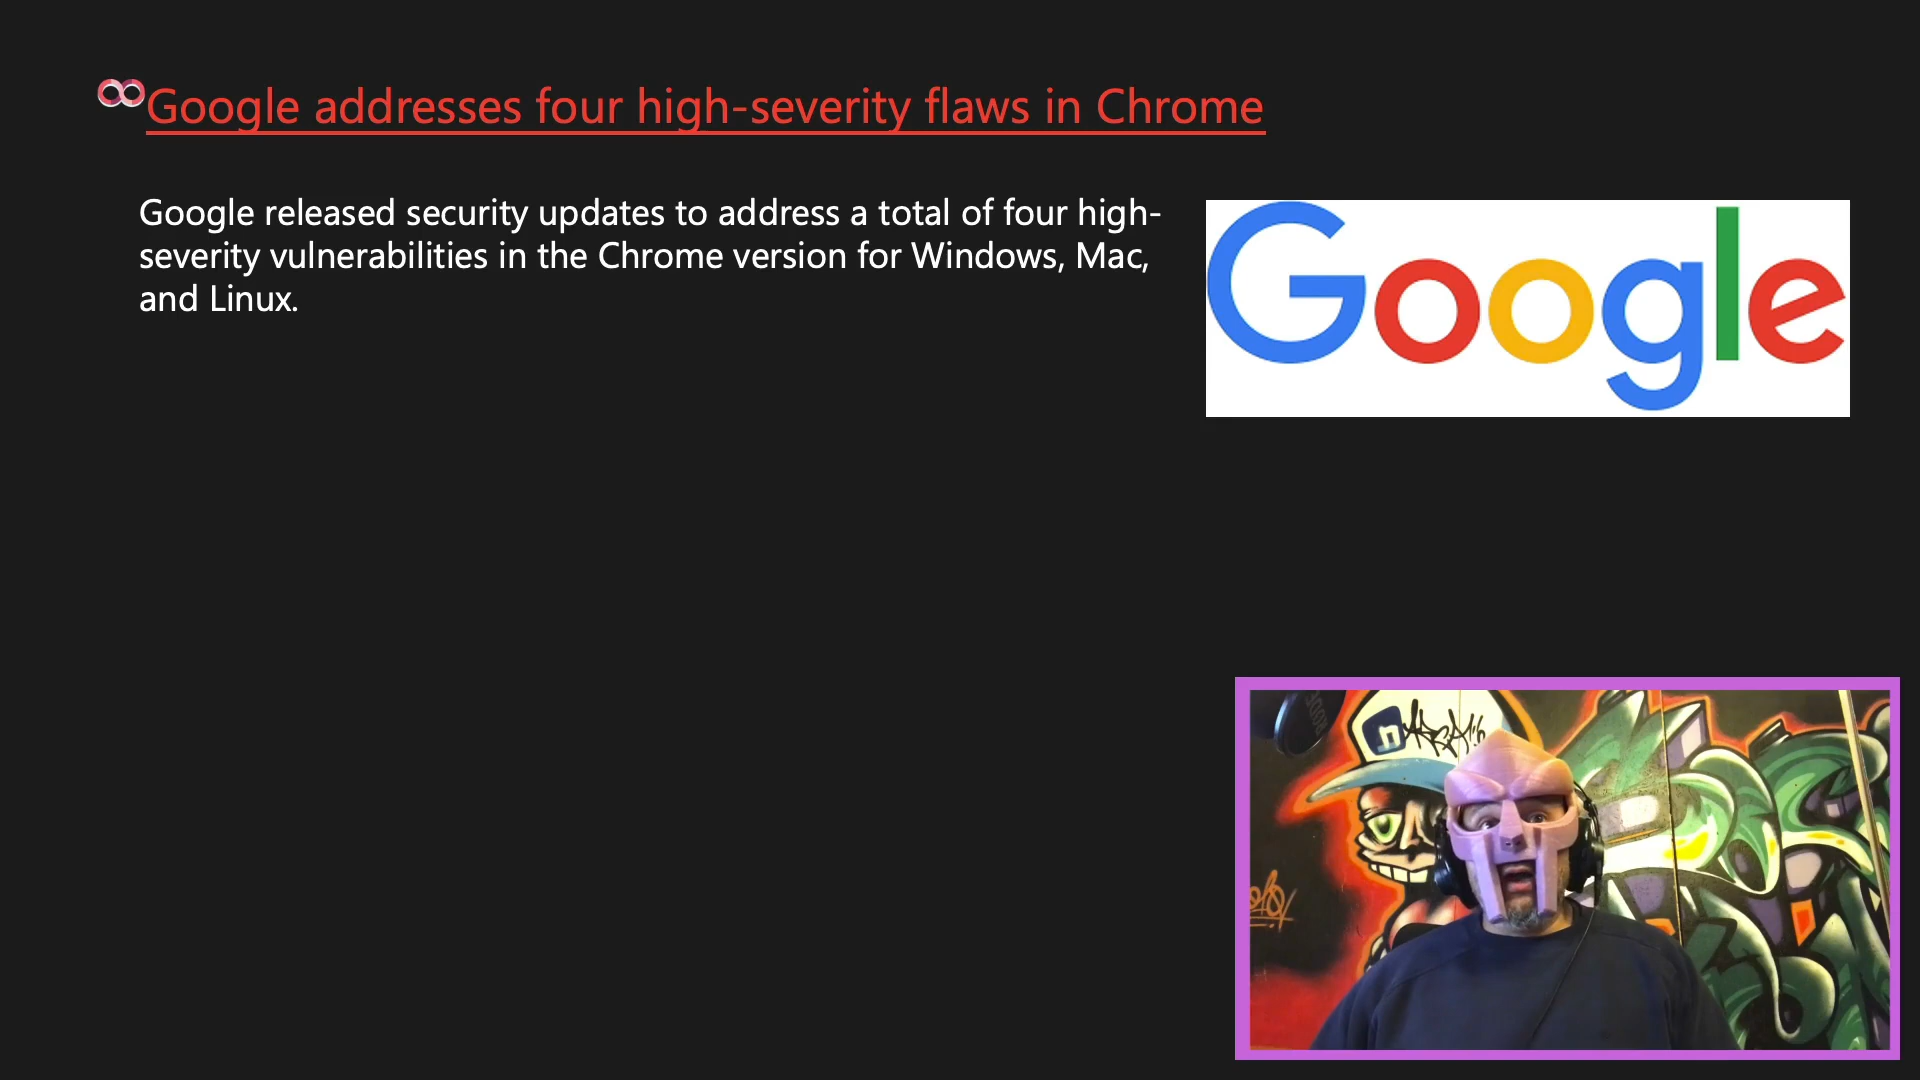 Google addresses four high-severity flaws in Chrome
Google released security updates to address a total of four high-
severity vulnerabilities in the Chrome version for Windows, Mac,
and Linux.
Google